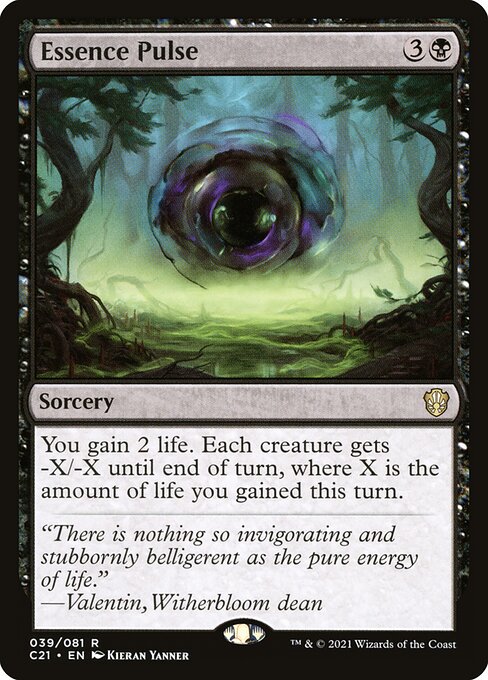 Essence Pulse 3
Sorcery
You gain 2 life. Each creature gets
-X/-X until end of turn, where X is the
amount of life you gained this turn.
“There is nothing so invigorating and
stubbornly belligerent as the pure energy
of life.”
—Valentin, Witherbloom dean
039/081 R
C21 • EN Kieran Yanner
™ & © 2021 Wizards of the Coast